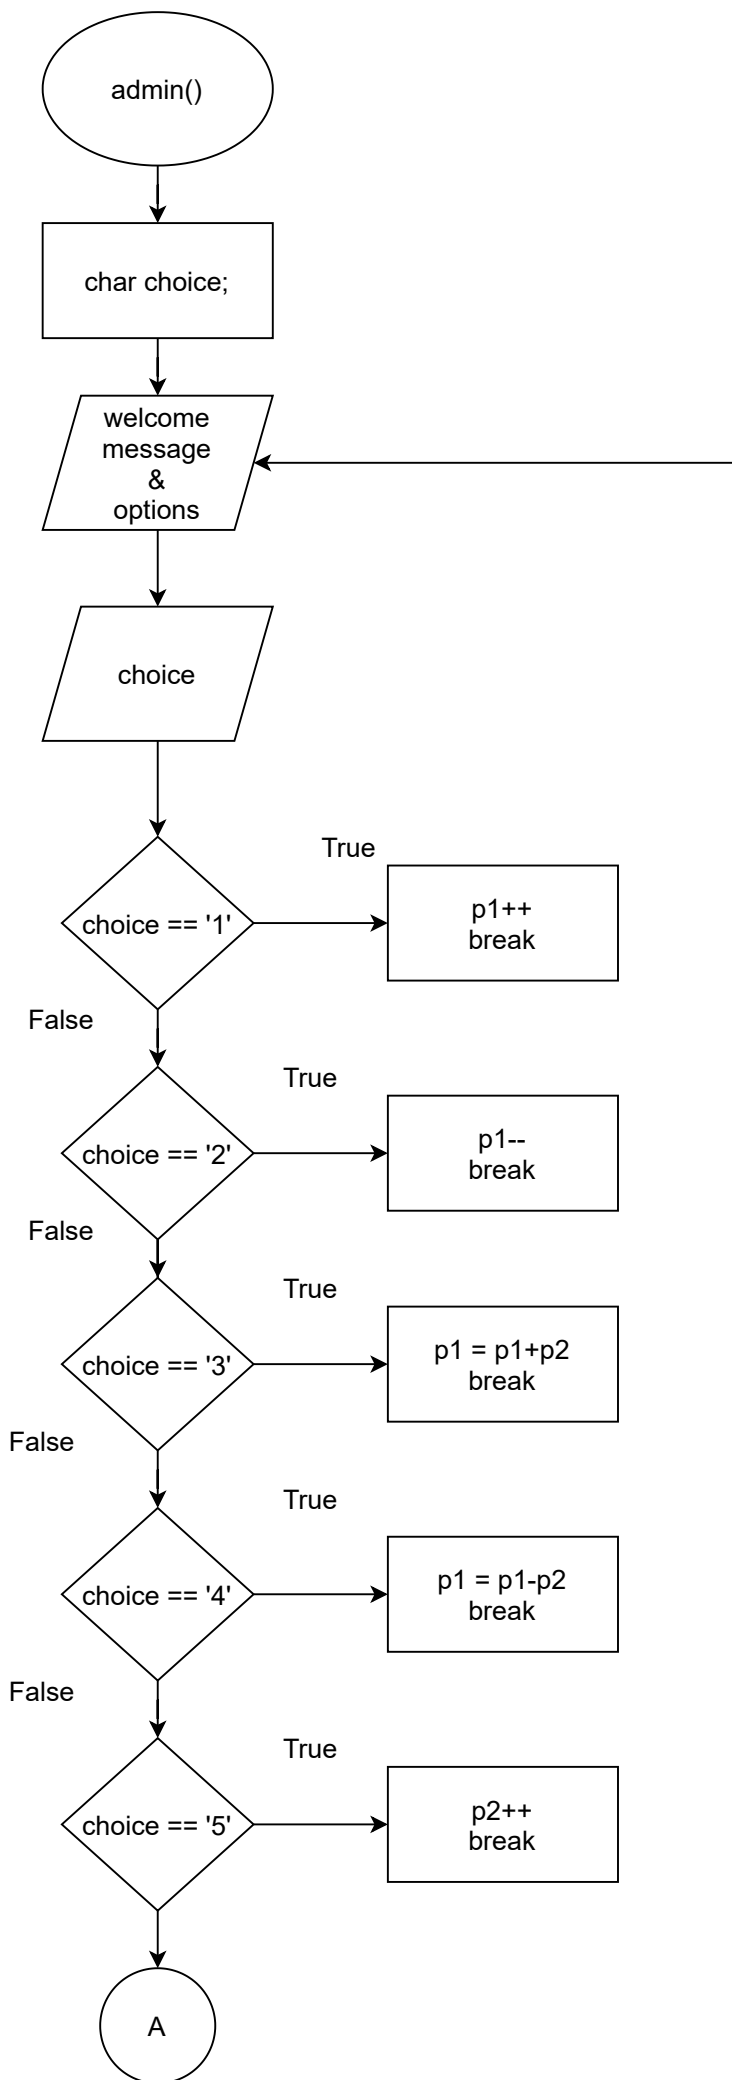 admin()
char choice;
welcome
message
&
options
choice
True
choice == '1'
p1++
break
False
True
choice == '2'
p1--
break
False
True
choice == '3'
p1 = p1+p2
break
False
True
choice == '4'
p1 = p1-p2
break
False
True
choice == '5'
p2++
break
A